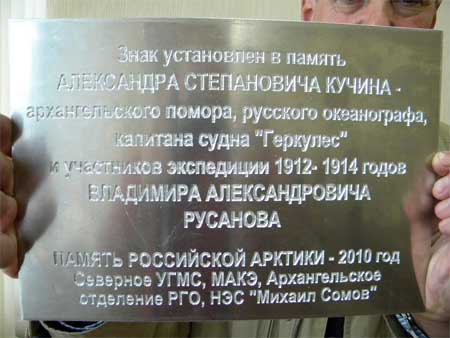 Знак установлен в память
АЛЕКСАНДРА СТЕПАНОВИЧА КУЧИНА -
архангельского помора, русского океанографа,
капитана судна "Геркулес"
и участников экспедиции 1912- 1914 годов
ВЛАДИМИРА АЛЕКСАНДРОВИЧА
РУСАНОВА
ПАМЯТЬ РОССИЙСКОЙ АРКТИКИ - 2010 год
Северное УГМС, МАКЭ, Архангельское
отделение РГО, НЭС "Михаил Сомов"